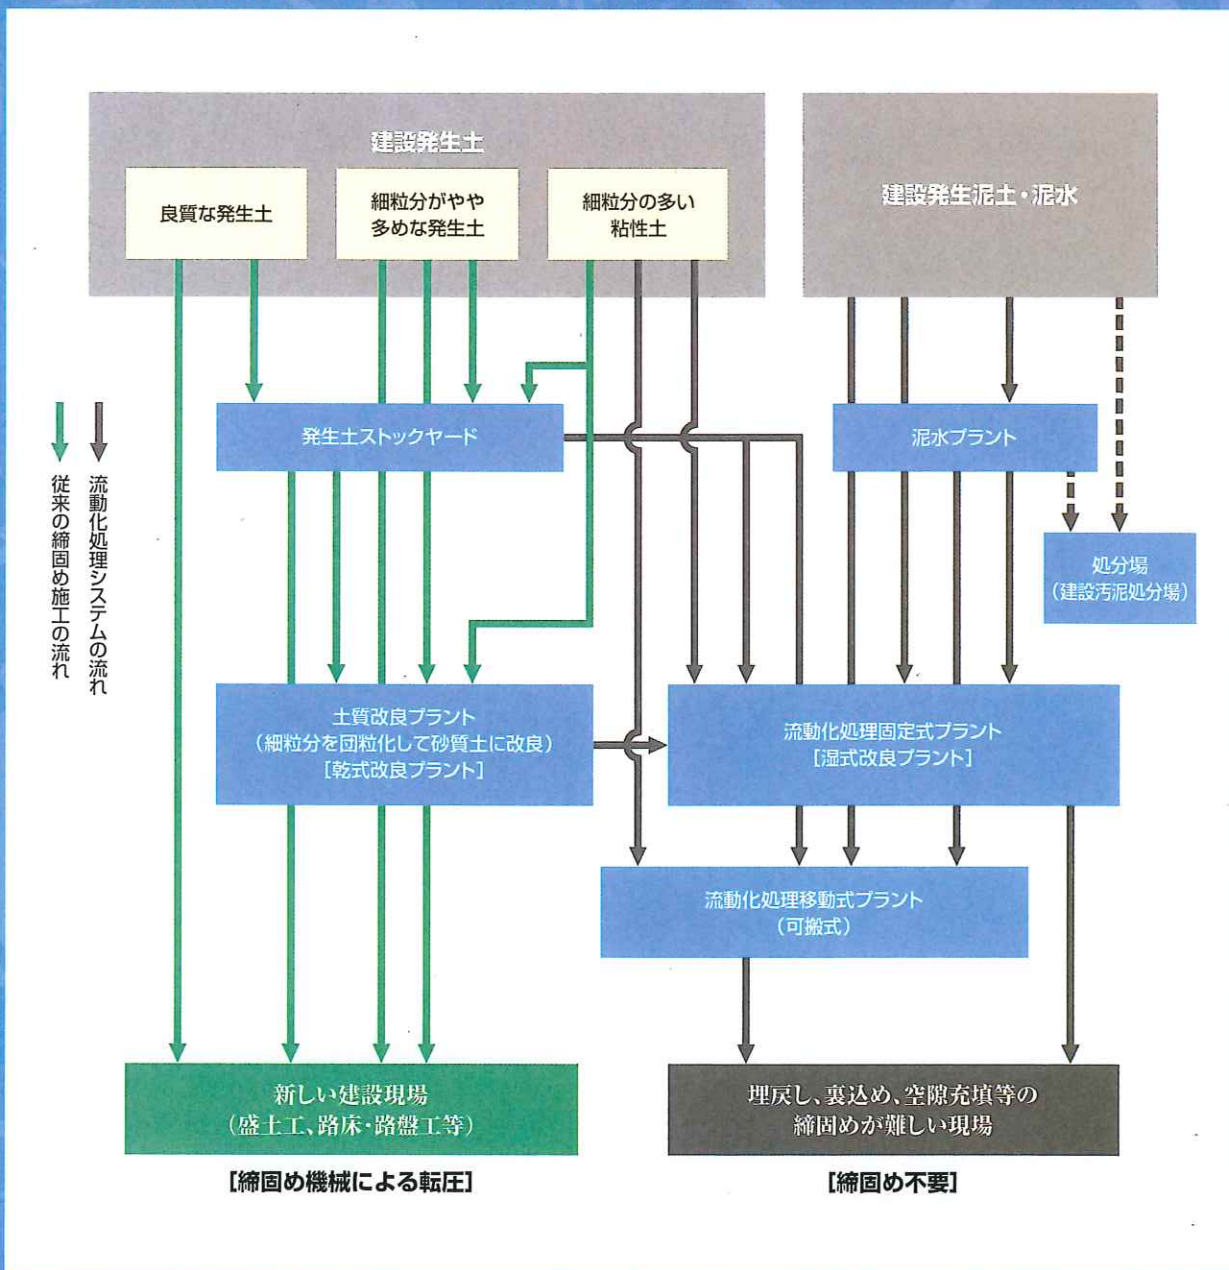 建設発生土
良質な発生土
細粒分がやや
多めな発生土
細粒分の多い
粘性土
建設発生泥土・泥水
発生土ストックヤード
泥水プラント
従来の締固め施工の流れ
流動化処理システムの流れ
処分場
(建設汚泥処分場)
土質改良プラント
(細粒分を団粒化して砂質土に改良)
[乾式改良プラント]
流動化処理固定式プラント
[湿式改良プラント]
流動化処理移動式プラント
(可搬式)
新しい建設現場
(盛土工、路床・路盤工等)
埋戻し、裏込め、空隙充填等の
締固めが難しい現場
[締固め機械による転圧]
[締固め不要]